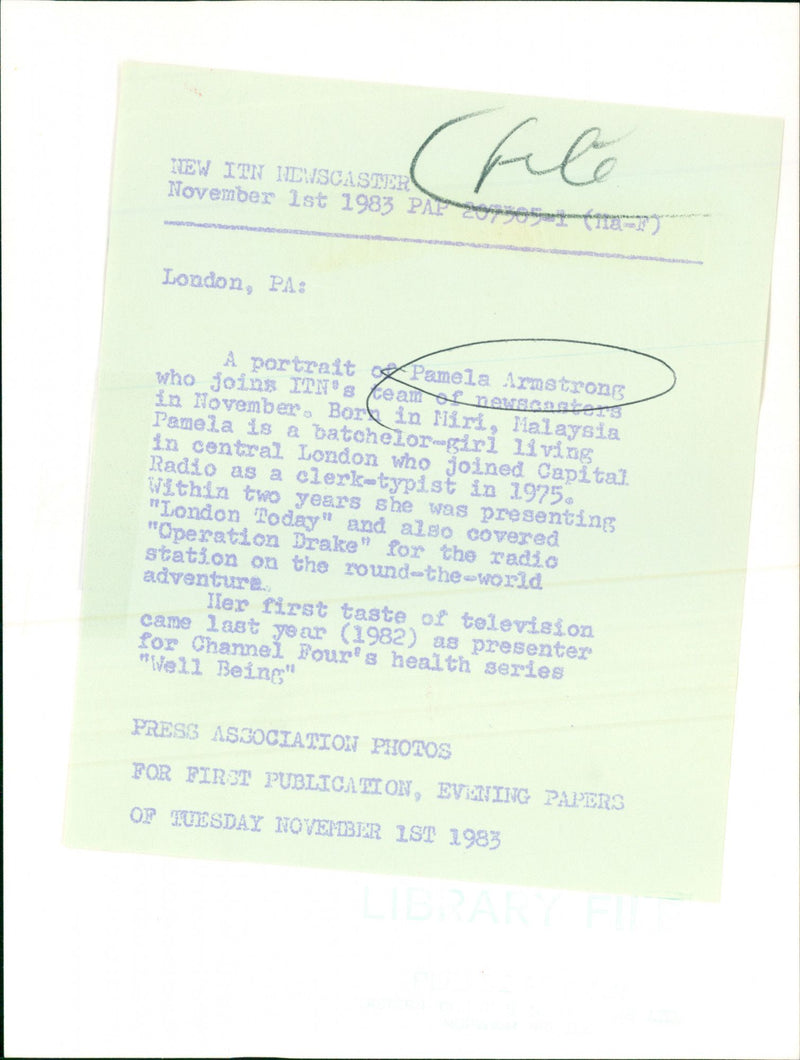 File
NEW ITN NEWSCASTER
November 1st 1983 PAP 207385-1 (Ha-F)
London, PA:
A portrait of Pamela Armstrong
who joins ITN's team of newscasters
in November. Born in Miri, Malaysia
Pamela is a batchelor-girl living
in central London who joined Capital
Radio as a clerk-typist in 1975.
Within two years she was presenting
"London Today" and also covered
"Operation Drake" for the radio
station on the round-the-world
adventure.
Her first taste of television
came last year (1982) as presenter
for Channel Four's health series
"Well Being"
PRESS ASSOCIATION PHOTOS
FOR FIRST PUBLICATION, EVENING PAPERS
OF TUESDAY NOVEMBER 1ST 1983
LIBRARY FILE